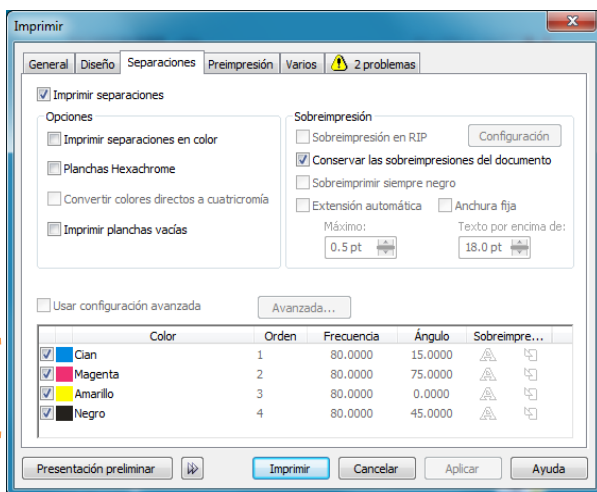 Imprimir
General Diseño Separaciones Preimpresión Varios 2 problemas
Imprimir separaciones
Opciones
Imprimir separaciones en color
Planchas Hexachrome
Convertir colores directos a cuatricromía
Imprimir planchas vacías
Sobreimpresión
Sobreimpresión en RIP Configuración
Conservar las sobreimpresiones del documento
Sobreimprimir siempre negro
Extensión automática Anchura fija
Máximo: Texto por encima de:
0.5 pt 18.0 pt
Usar configuración avanzada Avanzada...
Color Orden Frecuencia Ángulo Sobreimpre...
Cian 1 80.0000 15.0000
Magenta 2 80.0000 75.0000
Amarillo 3 80.0000 0.0000
Negro 4 80.0000 45.0000
Presentación preliminar Imprimir Cancelar Aplicar Ayuda